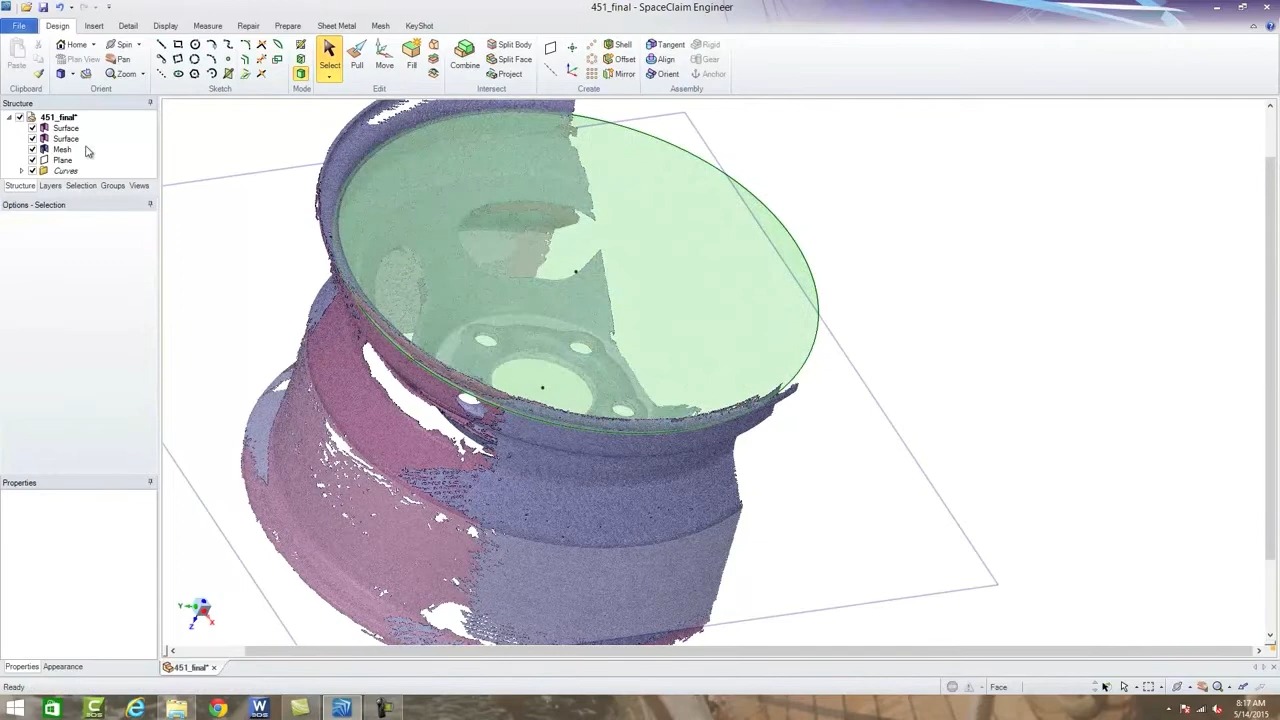 451_final - SpaceClaim Engineer
File Design Insert Detail Display Measure Repair Prepare Sheet Metal Mesh KeyShot
Paste Home Spin Select Pull Move Fill Combine Split Body Shell Tangent Rigid
Plan View Pan Split Face Offset Align Gear
Zoom Project Mirror Orient Anchor
Clipboard Orient Sketch Mode Edit Intersect Create Assembly
Structure
451_final*
Surface
Surface
Mesh
Plane
Curves
Structure Layers Selection Groups Views
Options - Selection
Properties
Y
Z
X
Properties Appearance
451_final*
Ready
Face
8:17 AM
5/14/2015